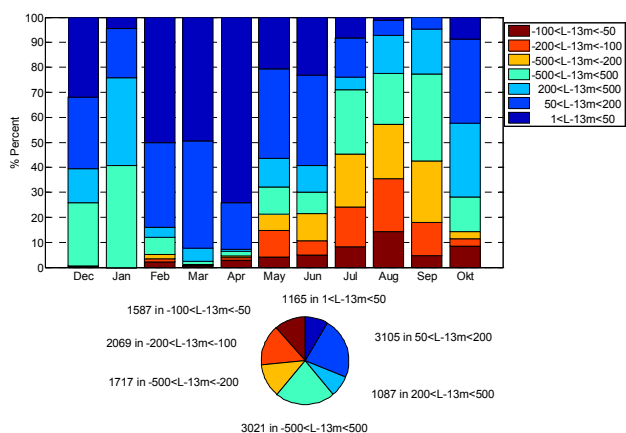 100
90
80
70
60
50
40
30
20
10
0
% Percent
Dec Jan Feb Mar Apr May Jun Jul Aug Sep Okt
-100<L-13m<-50
-200<L-13m<-100
-500<L-13m<-200
-500<L-13m<500
200<L-13m<500
50<L-13m<200
1<L-13m<50
1165 in 1<L-13m<50
1587 in -100<L-13m<-50
3105 in 50<L-13m<200
2069 in -200<L-13m<-100
1717 in -500<L-13m<-200
1087 in 200<L-13m<500
3021 in -500<L-13m<500